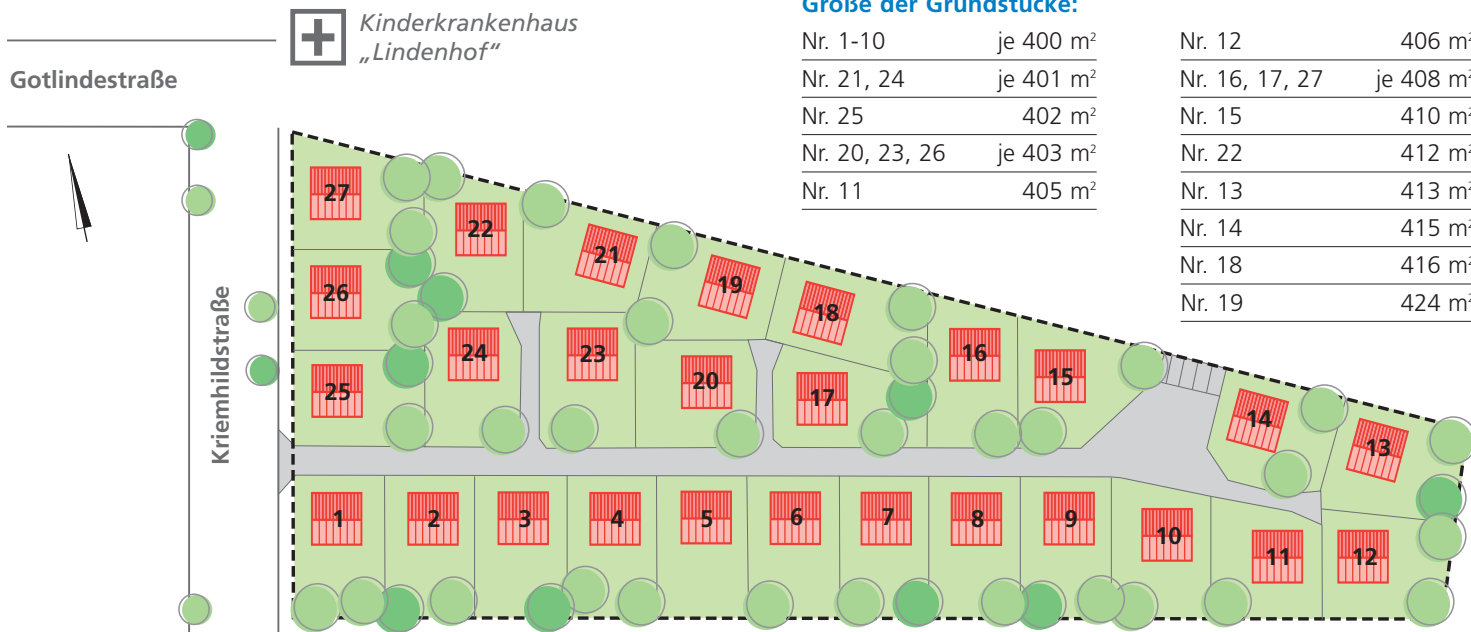 Kinderkrankenhaus
„Lindenhof“
Gotlindestraße
Kriemhildstraße
Größe der Grundstücke:
Nr. 1-10 je 400 m²
Nr. 21, 24 je 401 m²
Nr. 25 402 m²
Nr. 20, 23, 26 je 403 m²
Nr. 11 405 m²
Nr. 12 406 m²
Nr. 16, 17, 27 je 408 m²
Nr. 15 410 m²
Nr. 22 412 m²
Nr. 13 413 m²
Nr. 14 415 m²
Nr. 18 416 m²
Nr. 19 424 m²
27
22
21
26
19
18
24
23
16
25
20
17
15
14
13
1
2
3
4
5
6
7
8
9
10
11
12